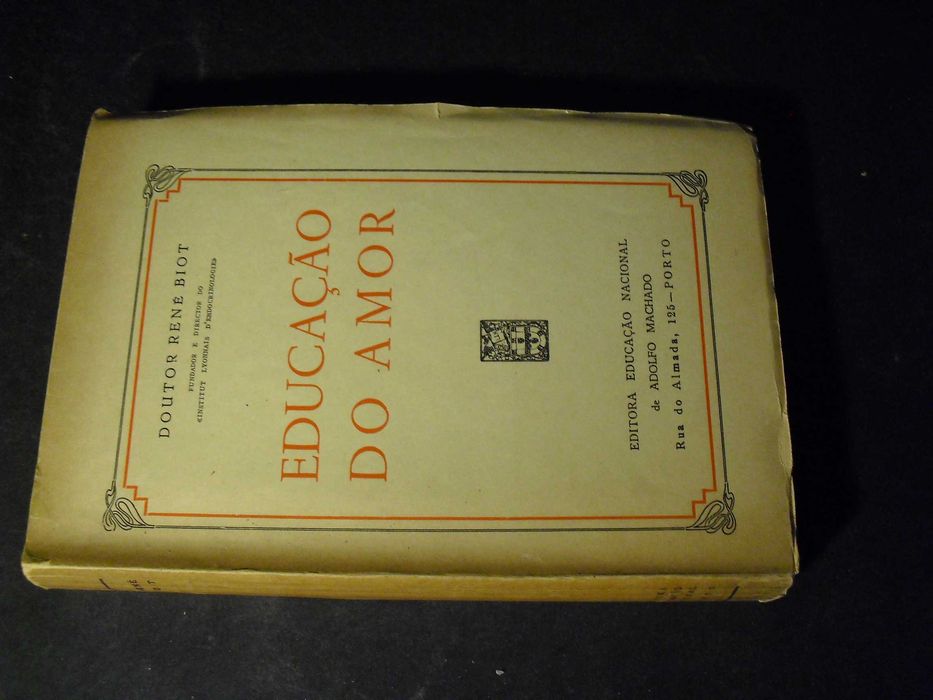 DOUTOR RENÉ BIOT
FUNDADOR E DIRECTOR DO
«INSTITUT LYONNAIS D'ENDOCRINOLOGIE»
EDUCAÇÃO
DO AMOR
EDITORA EDUCAÇÃO NACIONAL
de ADOLFO MACHADO
Rua do Almada, 125—PORTO